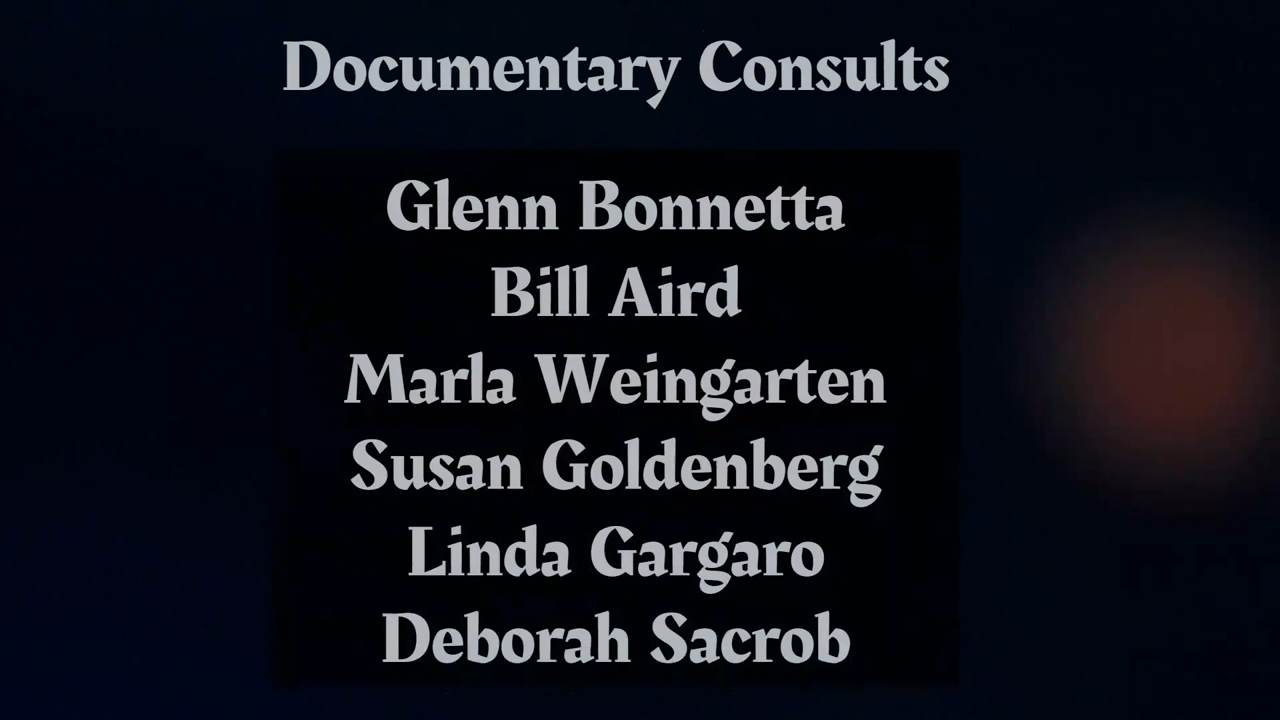 Documentary Consults
Glenn Bonnetta
Bill Aird
Marla Weingarten
Susan Goldenberg
Linda Gargaro
Deborah Sacrob